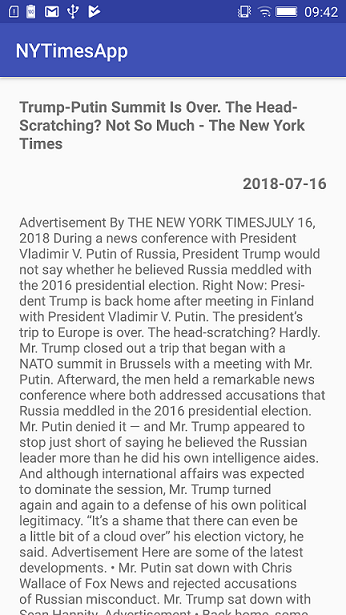 09:42
NYTimesApp
Trump-Putin Summit Is Over. The Head-
Scratching? Not So Much - The New York
Times
2018-07-16
Advertisement By THE NEW YORK TIMESJULY 16,
2018 During a news conference with President
Vladimir V. Putin of Russia, President Trump would
not say whether he believed Russia meddled with
the 2016 presidential election. Right Now: Presi-
dent Trump is back home after meeting in Finland
with President Vladimir V. Putin. The president's
trip to Europe is over. The head-scratching? Hardly.
Mr. Trump closed out a trip that began with a
NATO summit in Brussels with a meeting with Mr.
Putin. Afterward, the men held a remarkable news
conference where both addressed accusations that
Russia meddled in the 2016 presidential election.
Mr. Putin denied it — and Mr. Trump appeared to
stop just short of saying he believed the Russian
leader more than he did his own intelligence aides.
And although international affairs was expected
to dominate the session, Mr. Trump turned
again and again to a defense of his own political
legitimacy. “It's a shame that there can even be
a little bit of a cloud over” his election victory, he
said. Advertisement Here are some of the latest
developments. • Mr. Putin sat down with Chris
Wallace of Fox News and rejected accusations
of Russian misconduct. Mr. Trump sat down with
Sean Hannity. Advertisement • Back home, some